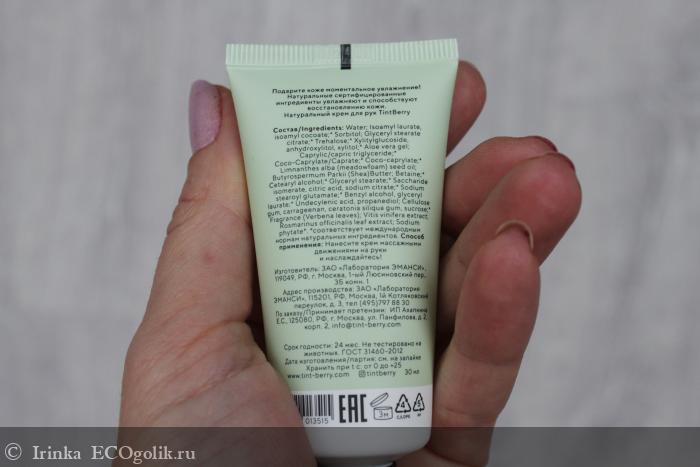 Подарите коже моментальное увлажнение!
Натуральные сертифицированные
ингредиенты увлажняют и способствуют
восстановлению кожи.
Натуральный крем для рук TintBerry
Состав/Ingredients: Water; Isoamyl laurate,
isoamyl cocoate;* Sorbitol; Glyceryl stearate
citrate;* Trehalose;* Xylitylglucoside,
anhydroxylitol, xylitol;* Aloe vera gel;
Caprylic/capric triglyceride;*
Coco-Caprylate/Caprate;* Coco-caprylate;*
Limnanthes alba (meadowfoam) seed oil;
Butyrospermum Parkii (Shea)Butter; Betaine;*
Cetearyl alcohol;* Glyceryl stearate;* Saccharide
isomerate, citric acid, sodium citrate;* Sodium
stearoyl glutamate;* Benzyl alcohol, glyceryl
laurate;* Undecylenic acid; propanediol; Cellulose
gum, carrageenan, ceratonia siliqua gum, sucrose;*
Fragrance (Verbena leaves); Vitis vinifera extract,
Rosmarinus officinalis leaf extract; Sodium
phytate* *соответствует международным
нормам натуральных ингредиентов. Способ
применения: Нанесите крем массажными
движениями на руки
и наслаждайтесь!
Изготовитель: ЗАО «Лаборатория ЭМАНСИ»,
119049, РФ, г. Москва, 1-ый Люсиновский пер.,
3Б комн. 1
Адрес производства: ЗАО «Лаборатория
ЭМАНСИ», 115201, РФ, Москва, 1й Котляковский
переулок, д. 3, тел (495)797 88 30
По заказу/Принимает претензии: ИП Азапкина
Е.С, 125080, РФ, г. Москва, ул. Панфилова, д.2,
корп. 2, info@tint-berry.com
Срок годности: 24 мес. Не тестировано на
животных. ГОСТ 31460-2012
Дата изготовления/партия: см. на запайке
Хранить при t с: от 0 до +25
www.tint-berry.com tintberry 30 мл
013515 EAC 3м 4 5
C/LDPE PP
© Irinka ECOgolik.ru